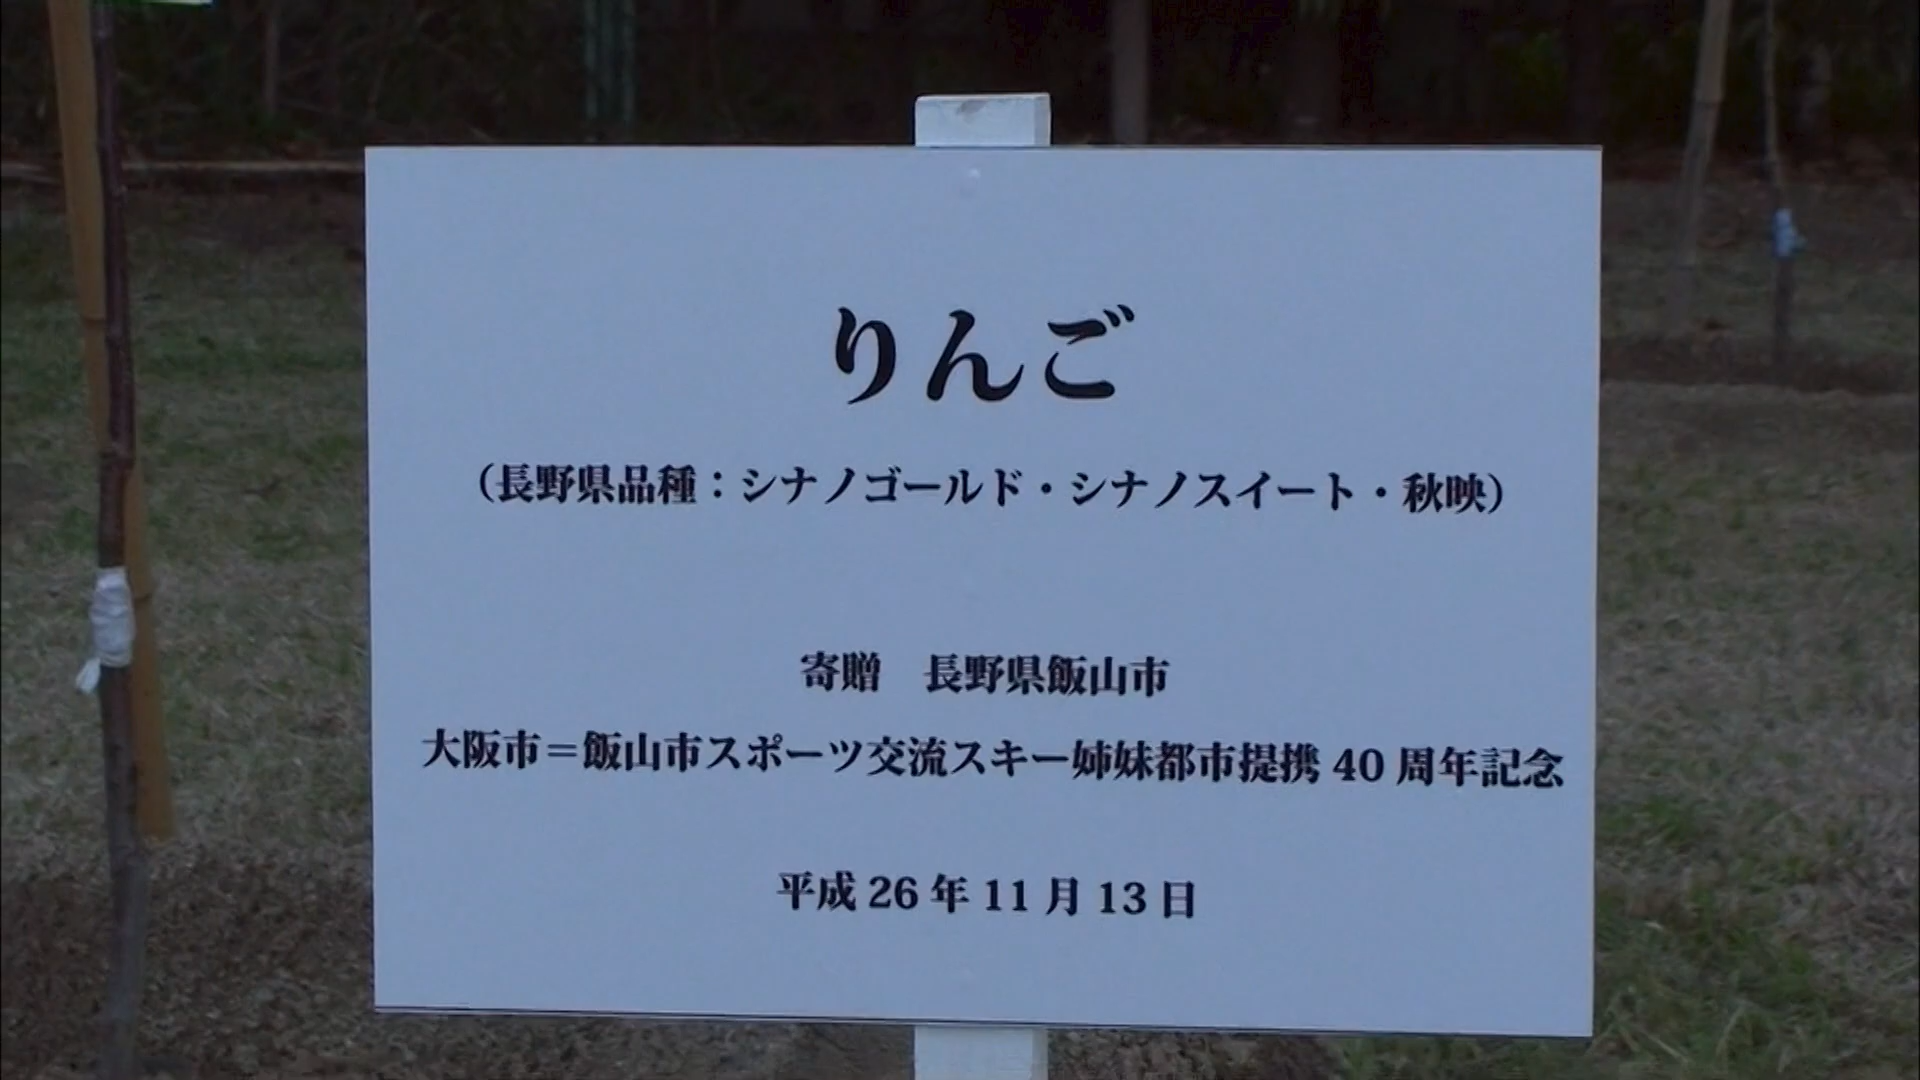 りんご
（長野県品種：シナノゴールド・シナノスイート・秋映）
寄贈　長野県飯山市
大阪市＝飯山市スポーツ交流スキー姉妹都市提携 40 周年記念
平成 26 年 11 月 13 日